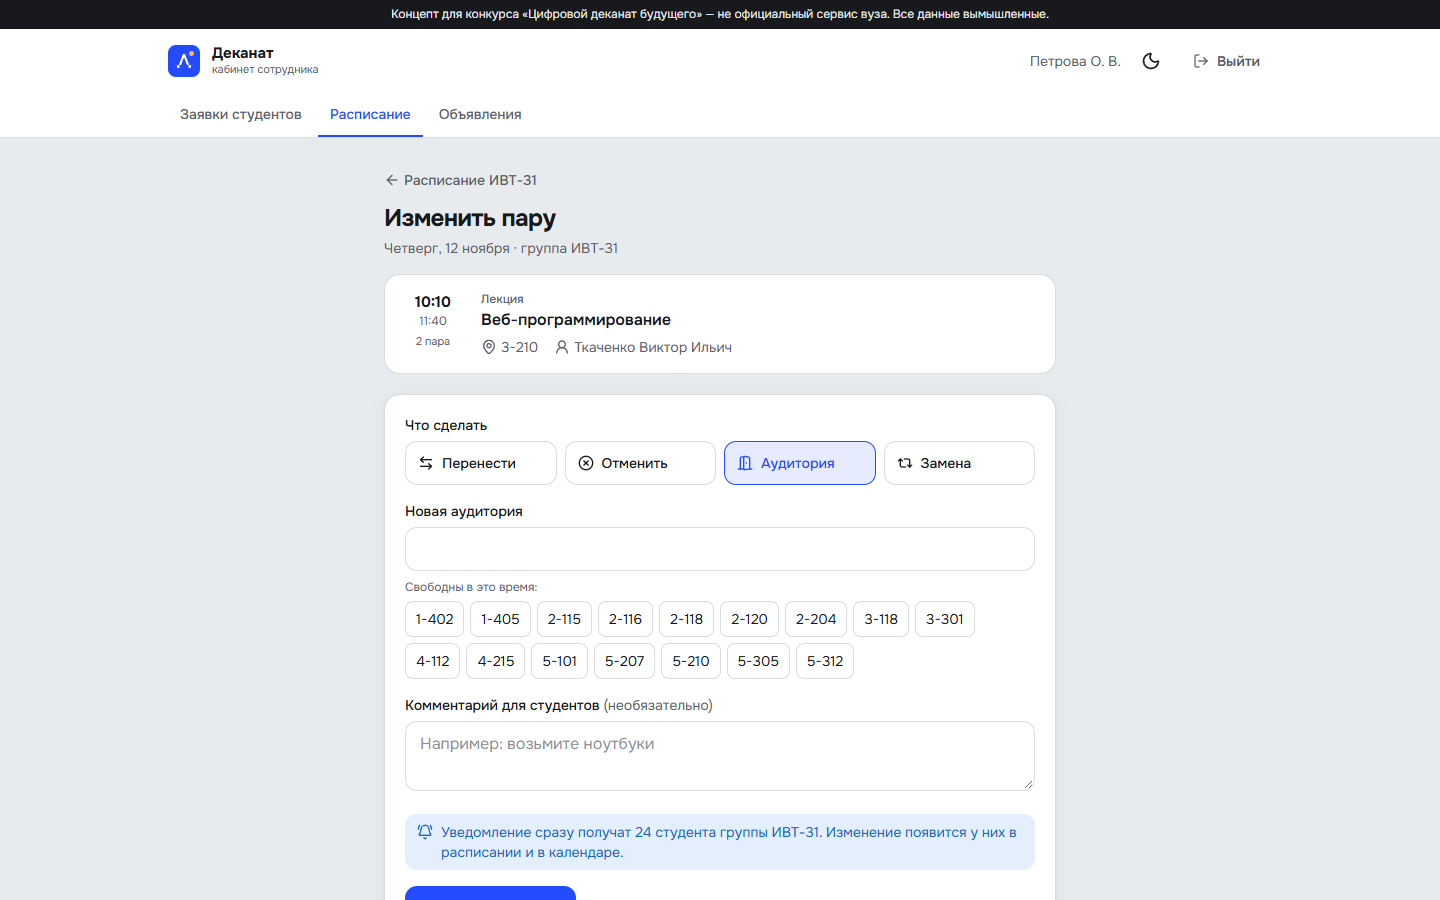 Концепт для конкурса «Цифровой деканат будущего» — не официальный сервис вуза. Все данные вымышленные.
Деканат
кабинет сотрудника
Петрова О. В.
Выйти
Заявки студентов
Расписание
Объявления
Расписание ИВТ-31
Изменить пару
Четверг, 12 ноября · группа ИВТ-31
10:10
11:40
2 пара
Лекция
Веб-программирование
3-210
Ткаченко Виктор Ильич
Что сделать
Перенести
Отменить
Аудитория
Замена
Новая аудитория
Свободны в это время:
1-402 1-405 2-115 2-116 2-118 2-120 2-204 3-118 3-301
4-112 4-215 5-101 5-207 5-210 5-305 5-312
Комментарий для студентов (необязательно)
Например: возьмите ноутбуки
Уведомление сразу получат 24 студента группы ИВТ-31. Изменение появится у них в
расписании и в календаре.